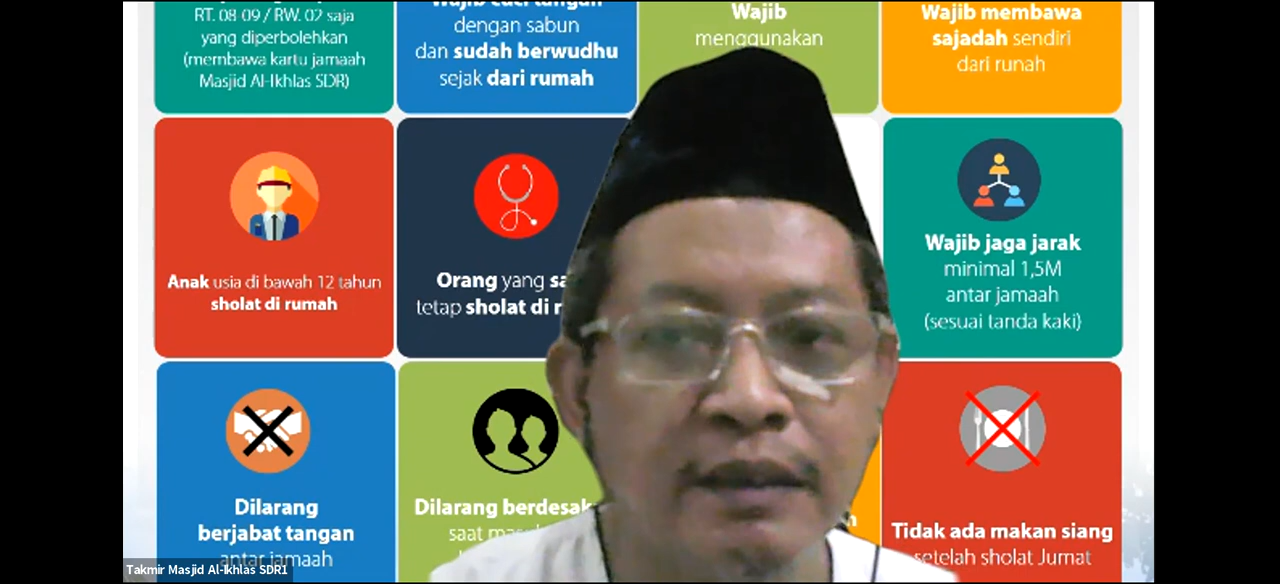 RT. 08-09 / RW. 02 saja
yang diperbolehkan
(membawa kartu jamaah
Masjid Al-Ikhlas SDR)
dengan sabun
dan sudah berwudhu
sejak dari rumah
Wajib
menggunakan
Wajib membawa
sajadah sendiri
dari runah
Anak usia di bawah 12 tahun
sholat di rumah
Orang yang
tetap sholat di
Wajib jaga jarak
minimal 1,5M
antar jamaah
(sesuai tanda kaki)
Dilarang
berjabat tangan
antar jamaah
Dilarang
saat
Tidak ada makan siang
setelah sholat Jumat
Takmir Masjid Al-Ikhlas SDR1